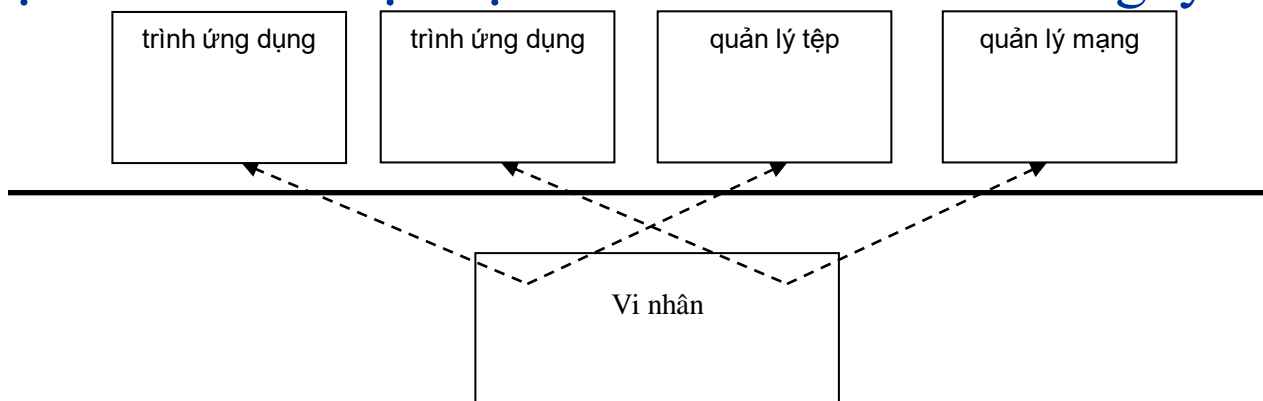 trình ứng dụng
trình ứng dụng
quản lý tệp
quản lý mạng
Vi nhân